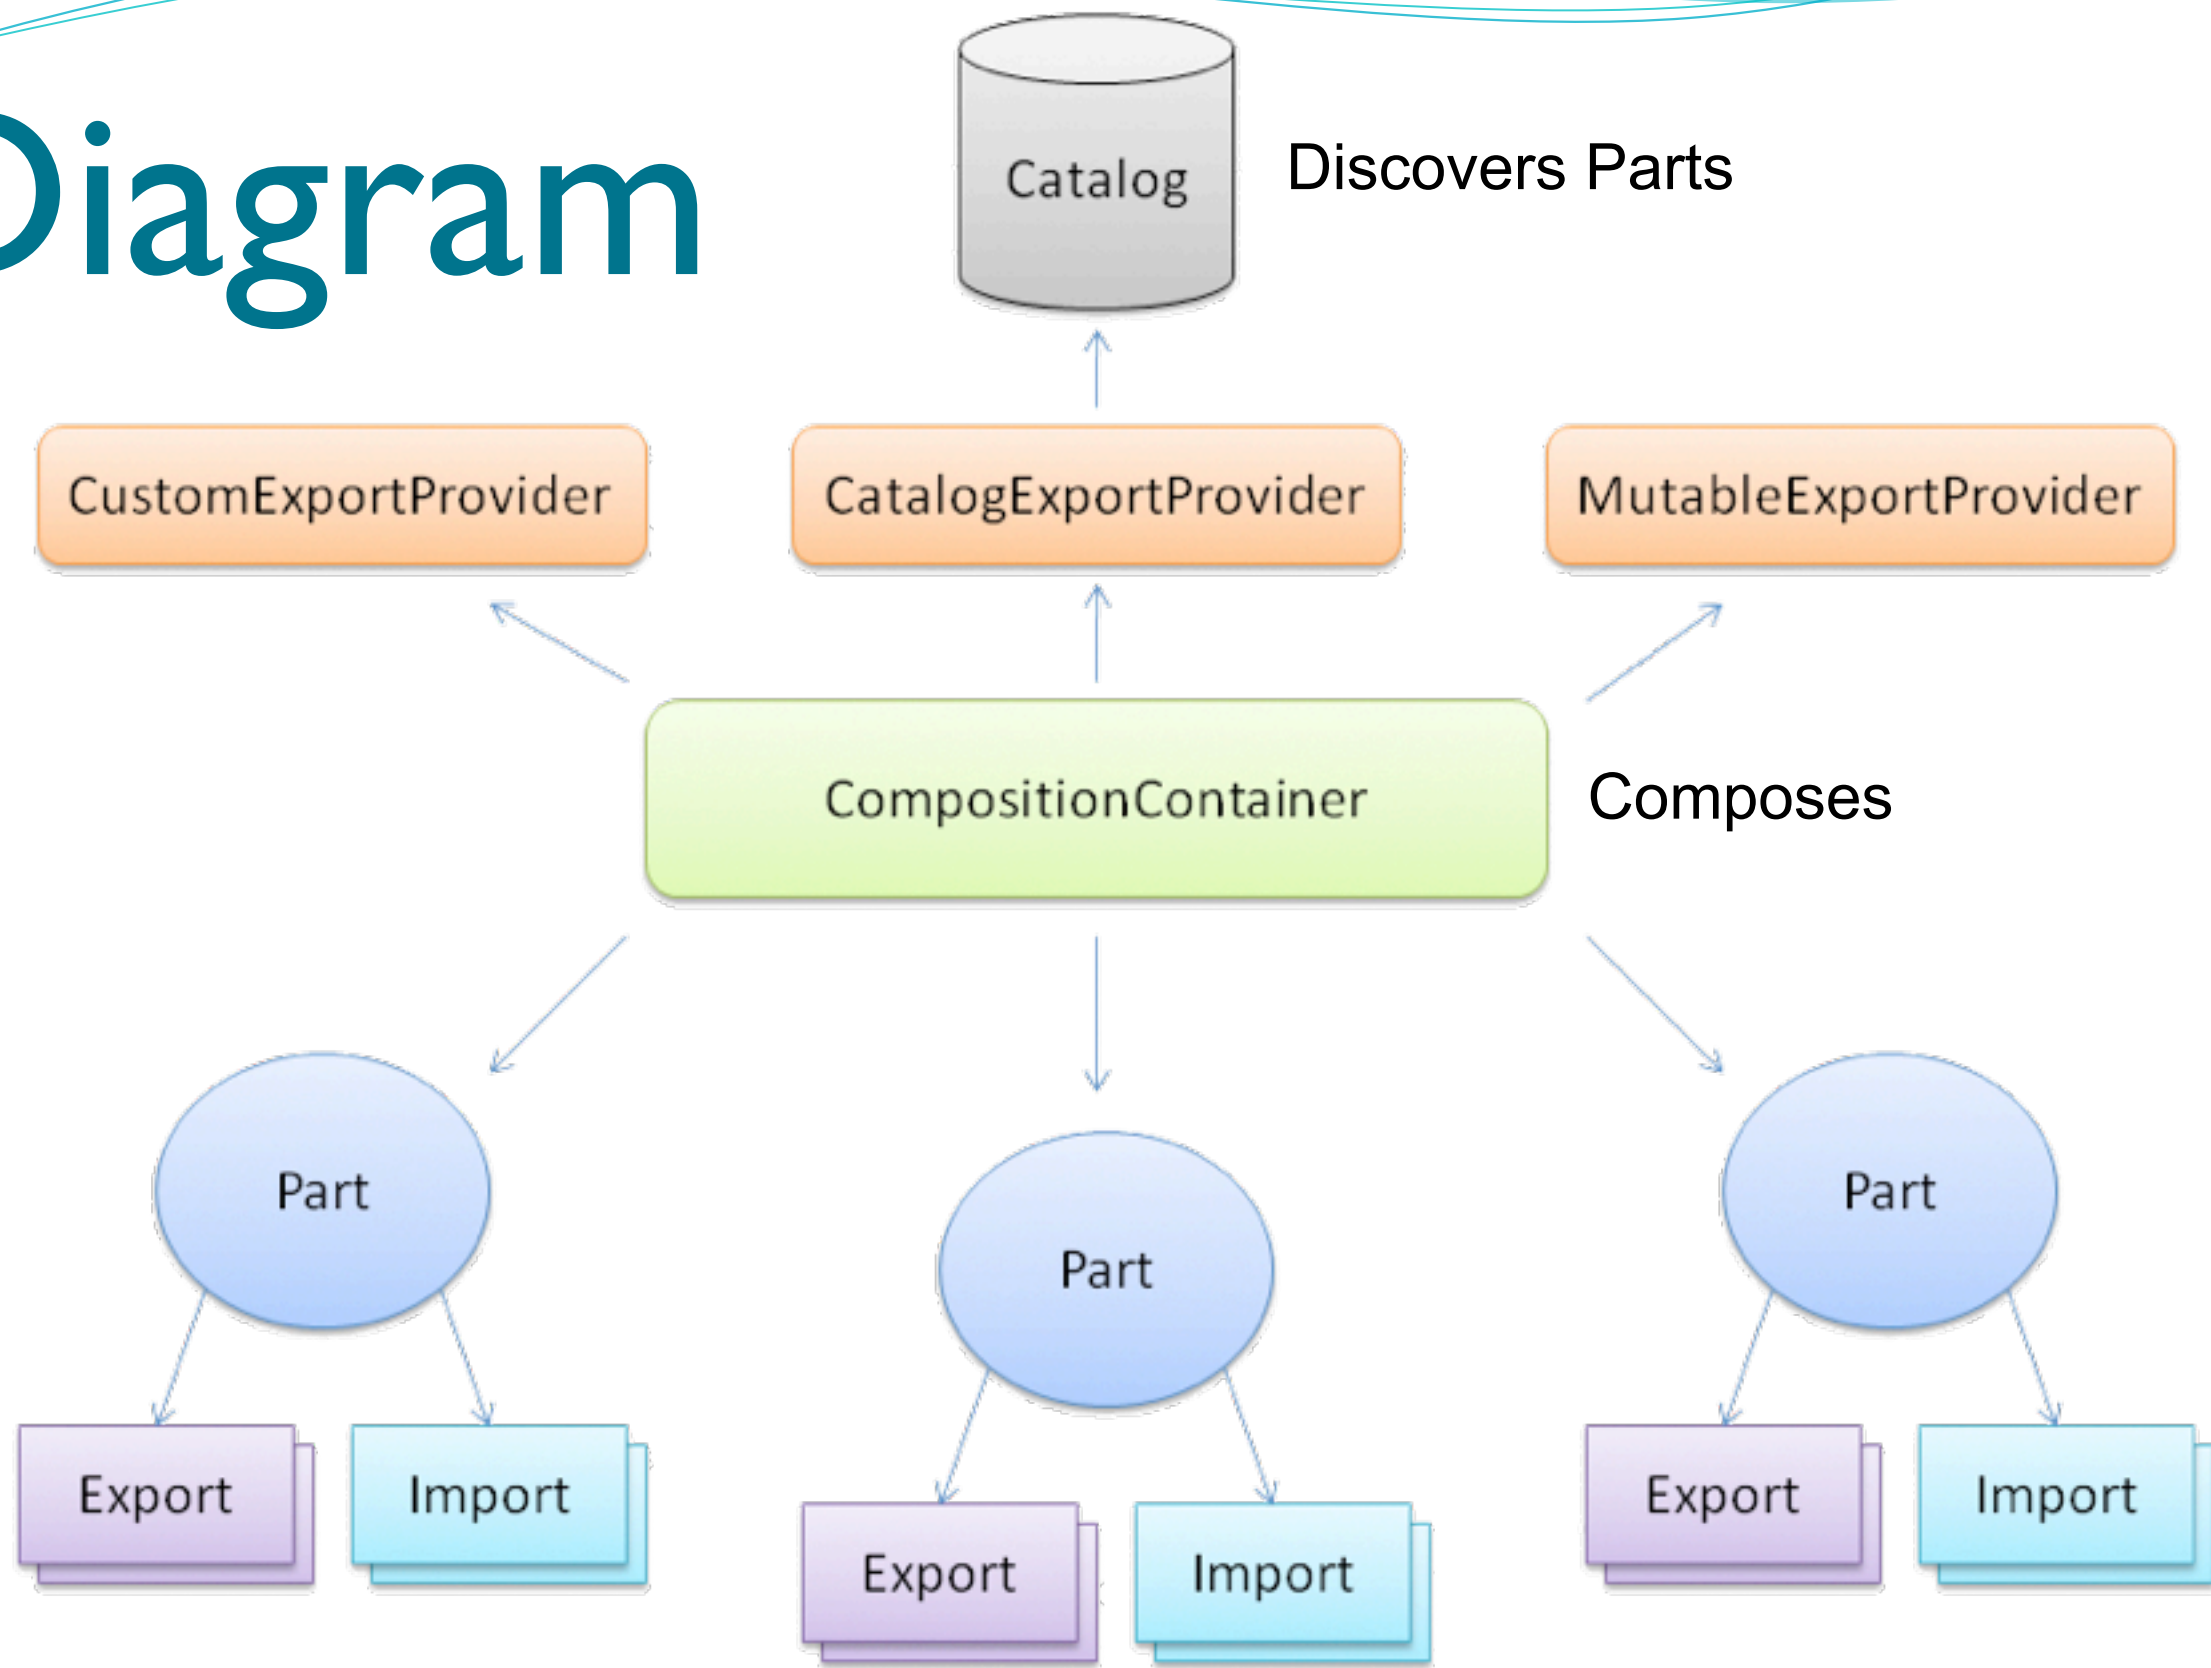 Diagram
Catalog
Discovers Parts
CustomExportProvider
CatalogExportProvider
MutableExportProvider
CompositionContainer
Composes
Part
Part
Part
Export
Import
Export
Import
Export
Import